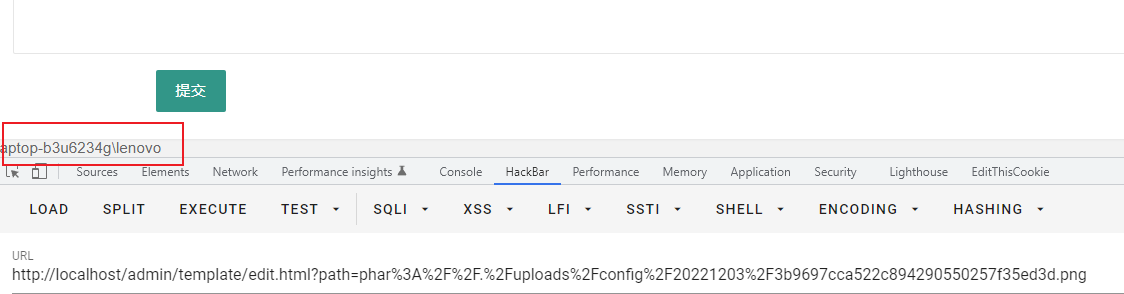 提交
aptop-b3u6234g\lenovo
Sources Elements Network Performance insights Console HackBar Performance Memory Application Security Lighthouse EditThisCookie
LOAD SPLIT EXECUTE TEST SQLI XSS LFI SSTI SHELL ENCODING HASHING
URL
http://localhost/admin/template/edit.html?path=phar%3A%2F%2F.%2Fuploads%2Fconfig%2F20221203%2F3b9697cca522c894290550257f35ed3d.png